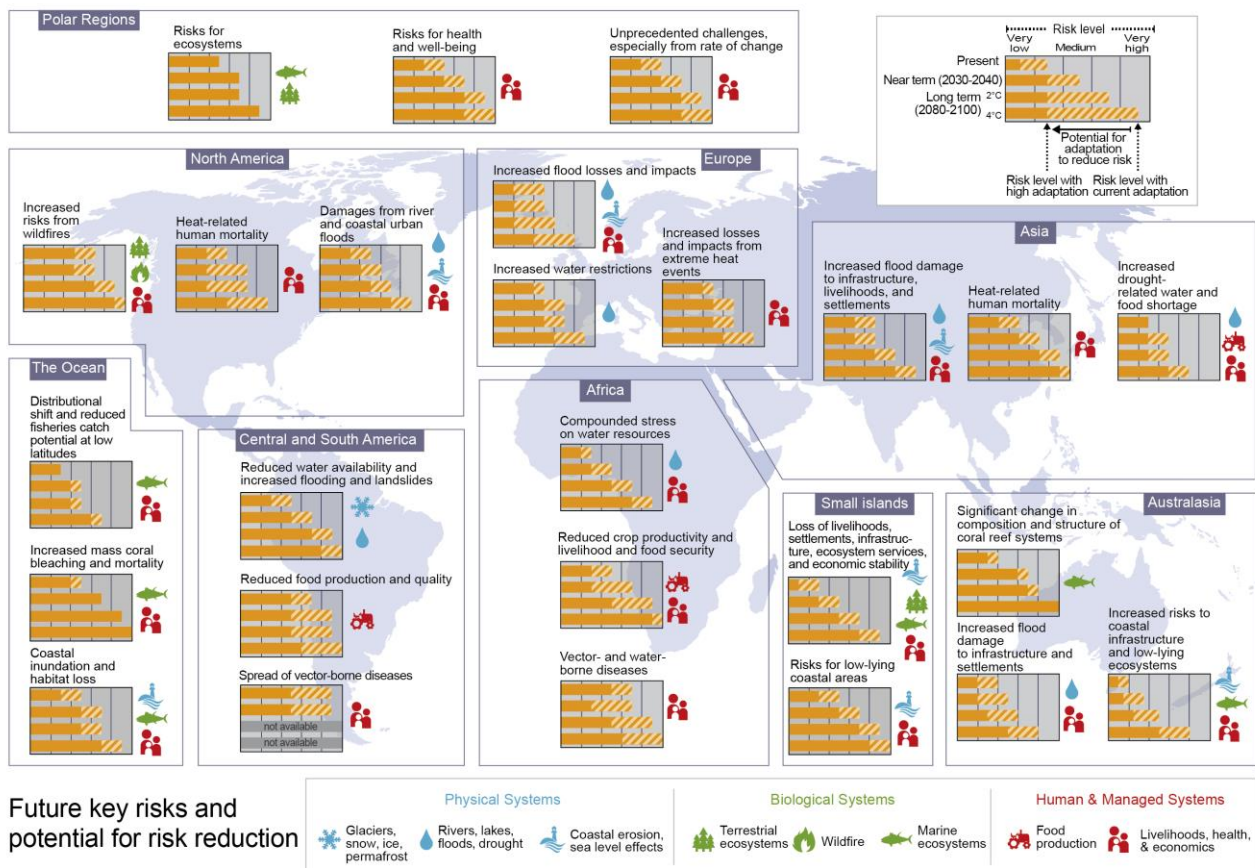 Polar Regions
Risks for
ecosystems
Risks for health
and well-being
Unprecedented challenges,
especially from rate of change
Risk level
Very
low
Medium
Very
high
Present
Near term (2030-2040)
Long term
(2080-2100)
2°C
4°C
Potential for
adaptation
to reduce risk
Risk level with
high adaptation
Risk level with
current adaptation
North America
Increased
risks from
wildfires
Heat-related
human mortality
Damages from river
and coastal urban
floods
Europe
Increased flood losses and impacts
Increased water restrictions
Increased losses
and impacts from
extreme heat
events
Asia
Increased flood damage
to infrastructure,
livelihoods, and
settlements
Heat-related
human mortality
Increased
drought-
related water and
food shortage
The Ocean
Distributional
shift and reduced
fisheries catch
potential at low
latitudes
Increased mass coral
bleaching and mortality
Coastal
inundation and
habitat loss
Central and South America
Reduced water availability and
increased flooding and landslides
Reduced food production and quality
Spread of vector-borne diseases
not available
not available
Africa
Compounded stress
on water resources
Reduced crop productivity and
livelihood and food security
Vector- and water-
borne diseases
Small islands
Loss of livelihoods,
settlements, infrastruc-
ture, ecosystem services,
and economic stability
Risks for low-lying
coastal areas
Australasia
Significant change in
composition and structure of
coral reef systems
Increased flood
damage
to infrastructure and
settlements
Increased risks to
coastal
infrastructure
and low-lying
ecosystems
Future key risks and
potential for risk reduction
Physical Systems
Glaciers,
snow, ice,
permafrost
Rivers, lakes,
floods, drought
Coastal erosion,
sea level effects
Biological Systems
Terrestrial
ecosystems
Wildfire
Marine
ecosystems
Human & Managed Systems
Food
production
Livelihoods, health,
& economics